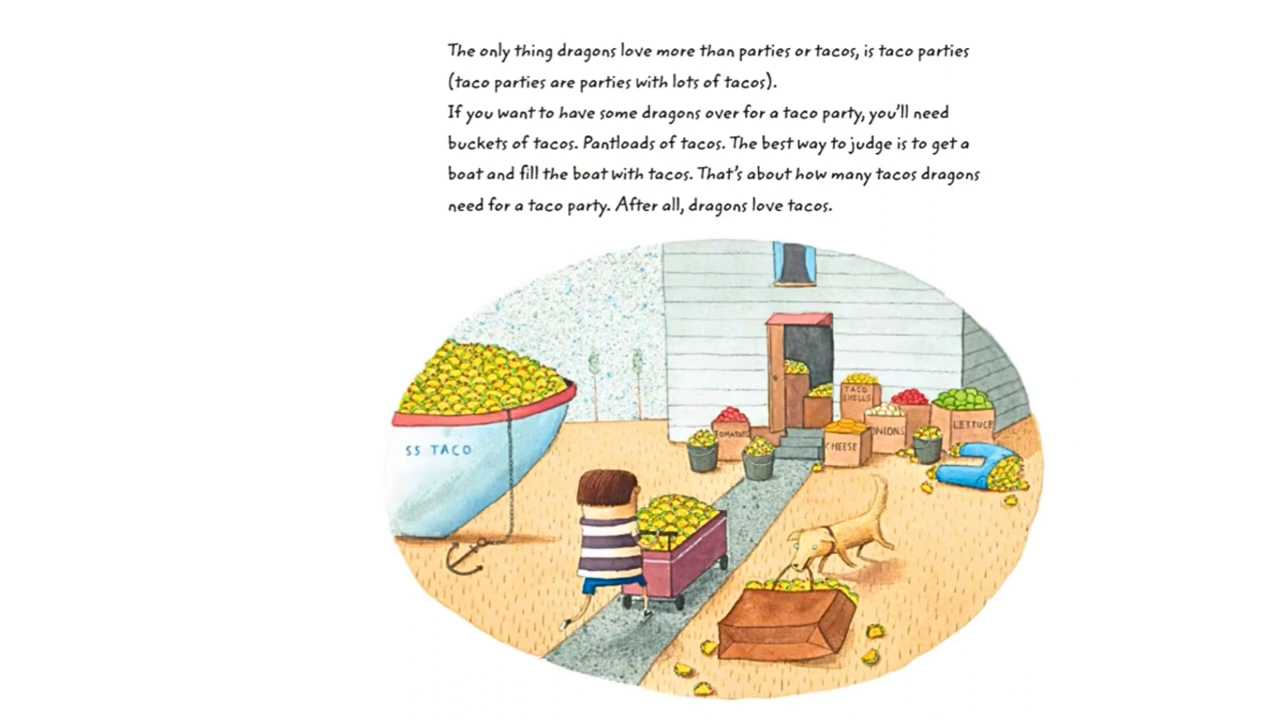 The only thing dragons love more than parties or tacos, is taco parties
(taco parties are parties with lots of tacos).
If you want to have some dragons over for a taco party, you'll need
buckets of tacos. Pantloads of tacos. The best way to judge is to get a
boat and fill the boat with tacos. That's about how many tacos dragons
need for a taco party. After all, dragons love tacos.
TACO
SHELLS
TOMATOES
ONIONS
LETTUCE
CHEESE
SS TACO